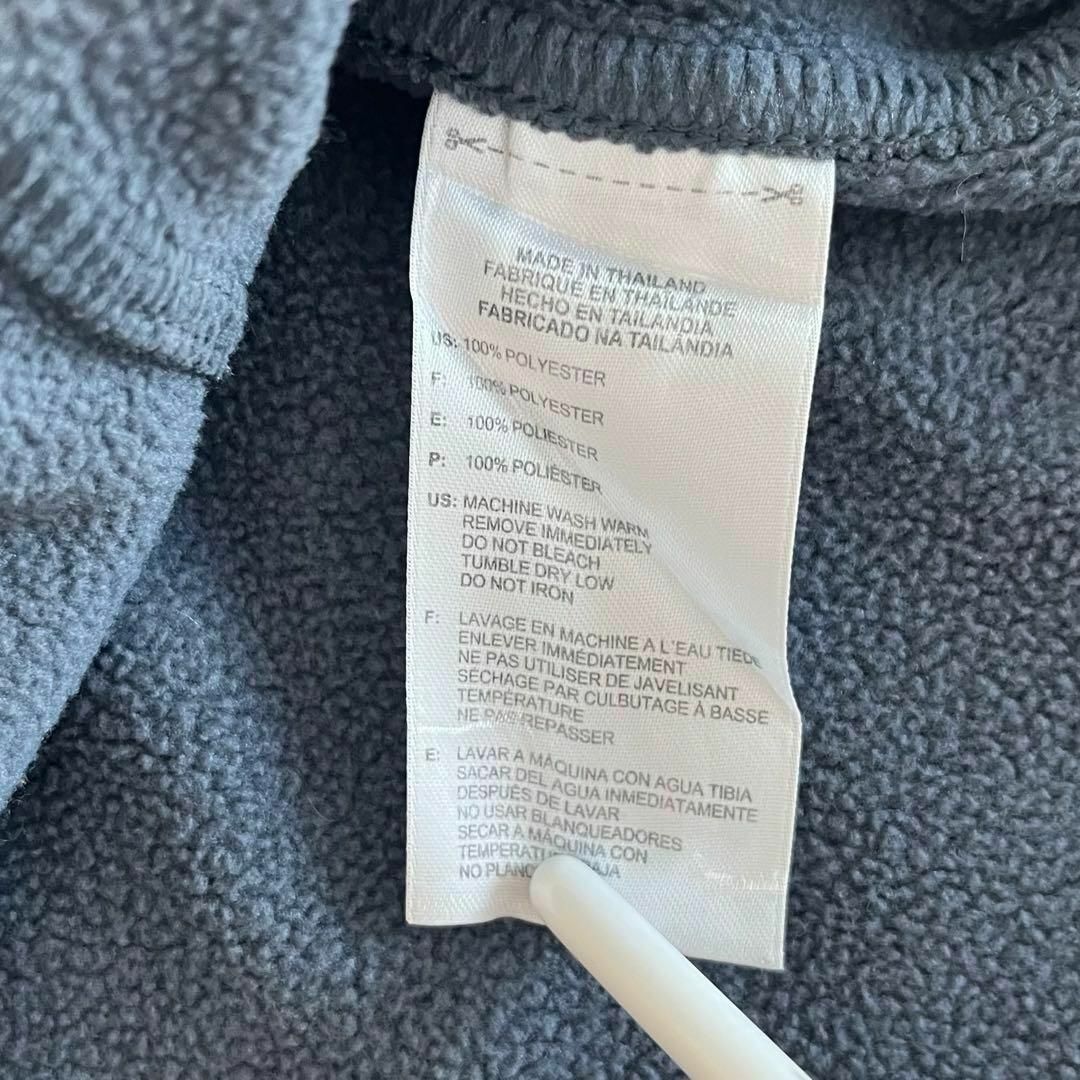 MADE IN THAILAND
FABRIQUE EN THAILANDE
HECHO EN TAILANDIA
FABRICADO NA TAILÂNDIA
US: 100% POLYESTER
F: 100% POLYESTER
E: 100% POLIESTER
P: 100% POLIÉSTER
US: MACHINE WASH WARM
REMOVE IMMEDIATELY
DO NOT BLEACH
TUMBLE DRY LOW
DO NOT IRON
F: LAVAGE EN MACHINE A L'EAU TIEDE
ENLEVER IMMÉDIATEMENT
NE PAS UTILISER DE JAVELISANT
SÉCHAGE PAR CULBUTAGE À BASSE
TEMPÉRATURE
NE PAS REPASSER
E: LAVAR A MÁQUINA CON AGUA TIBIA
SACAR DEL AGUA INMEDIATAMENTE
DESPUÉS DE LAVAR
NO USAR BLANQUEADORES
SECAR A MÁQUINA CON
NO